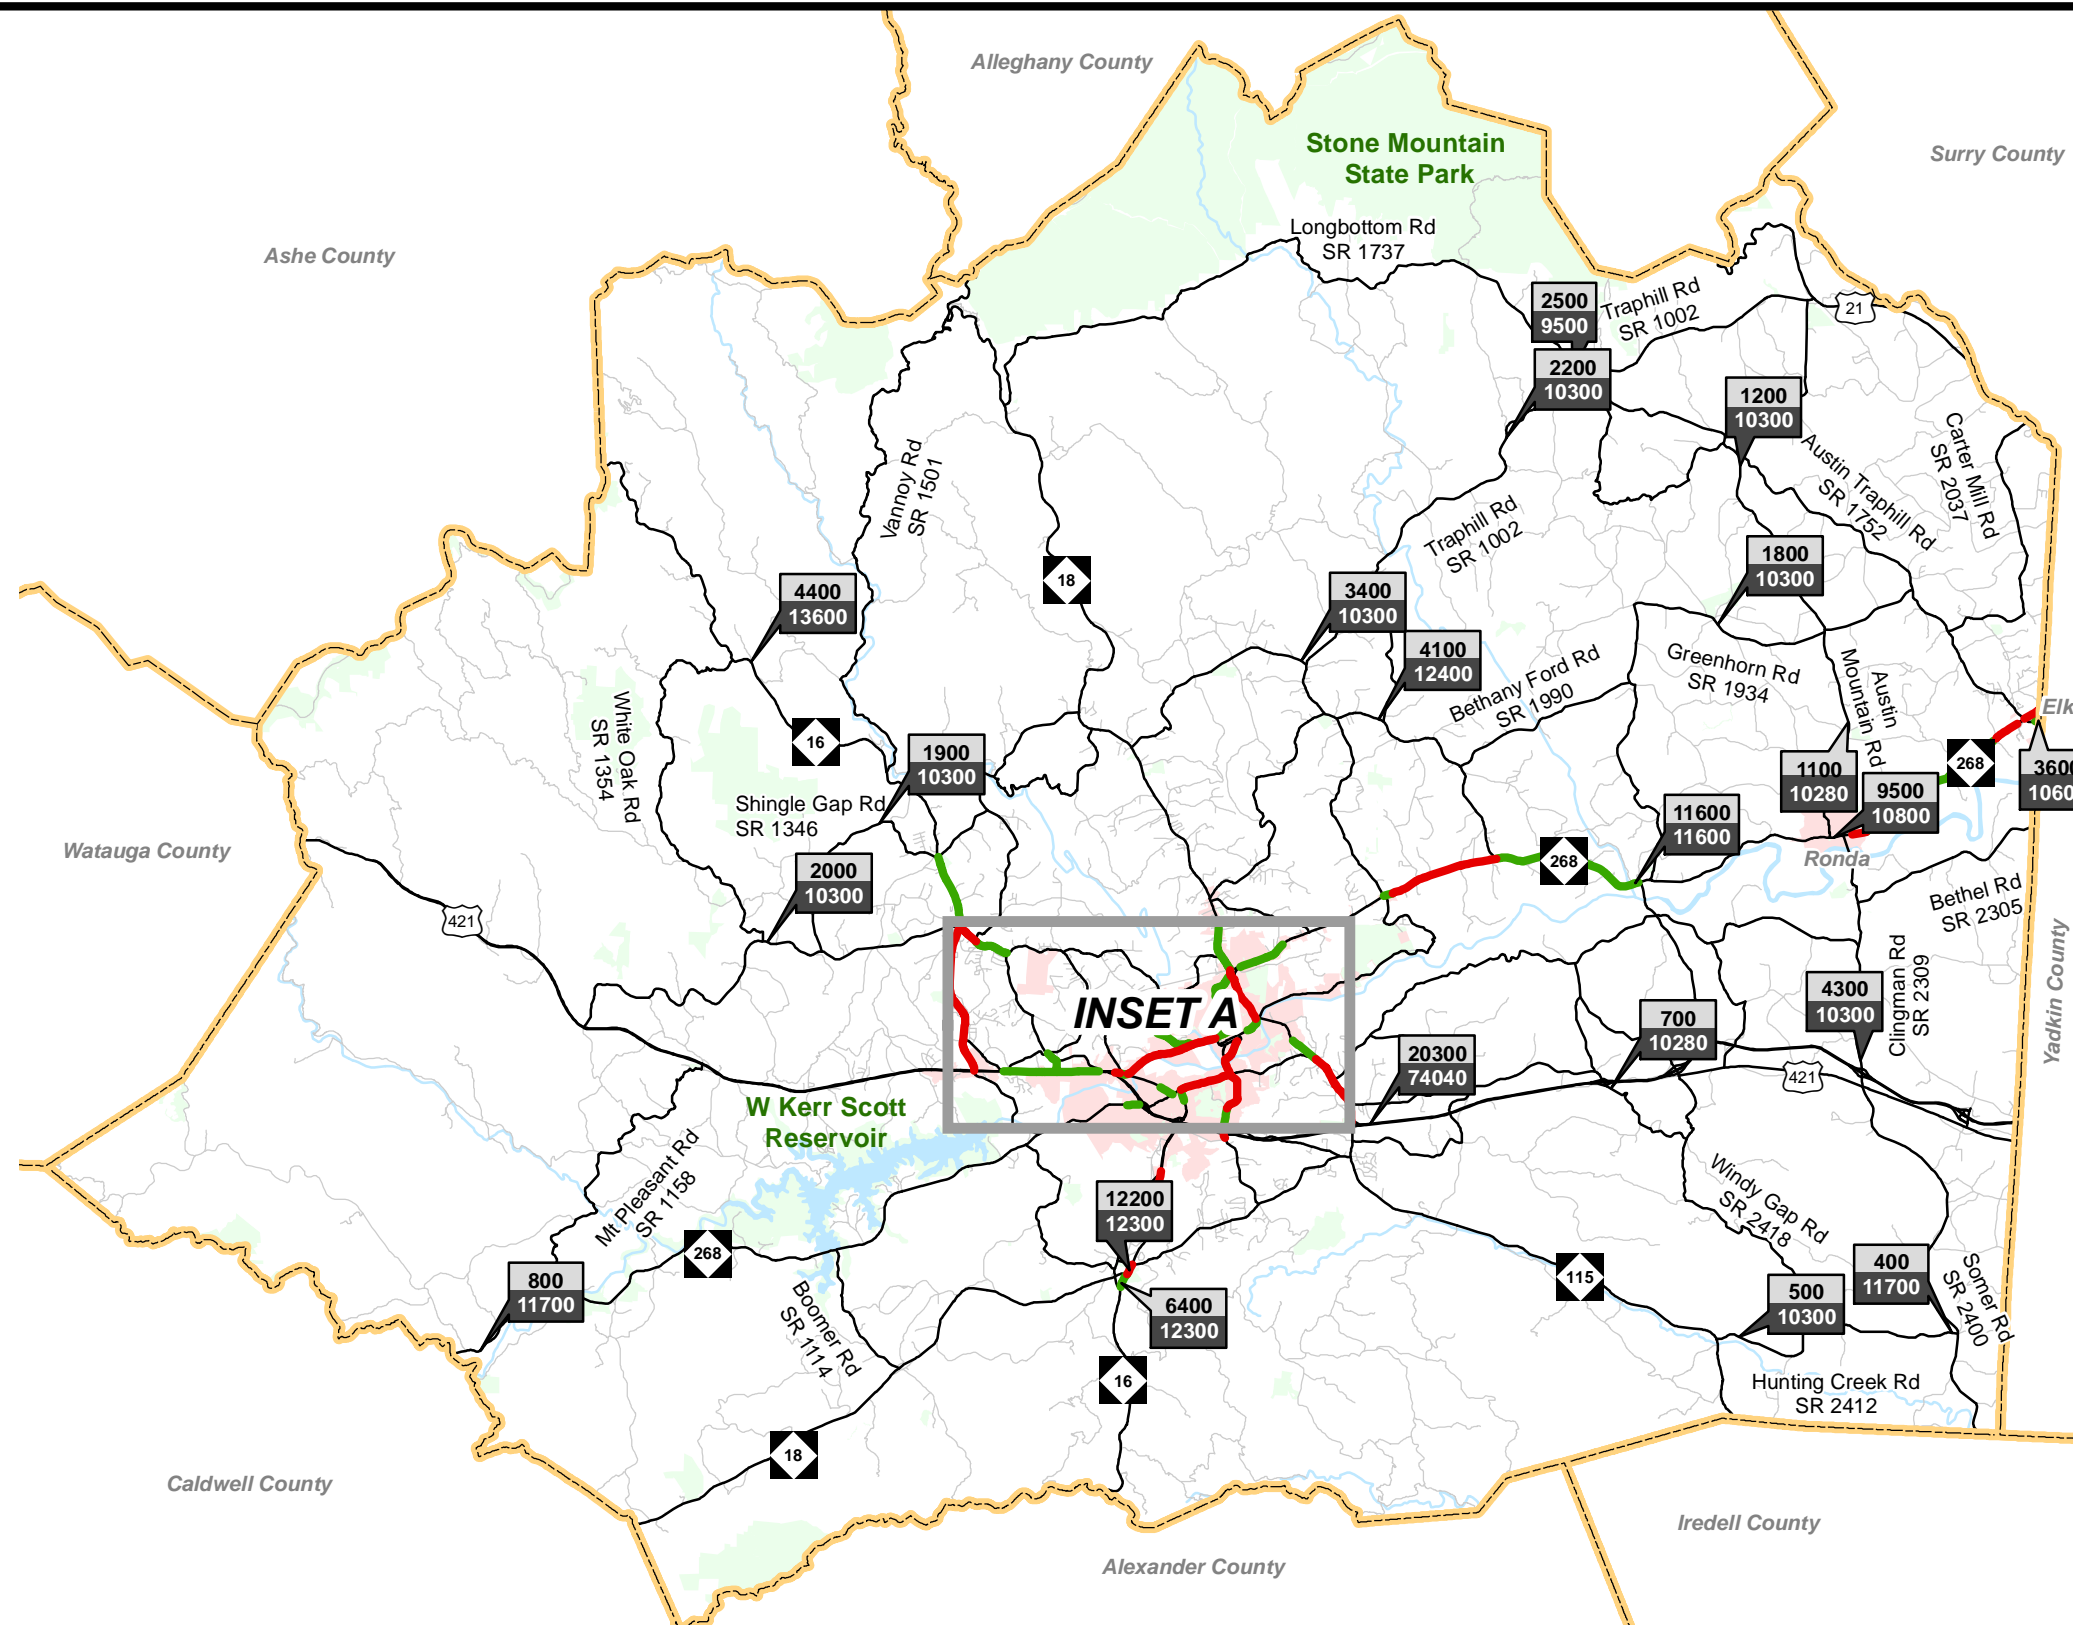 Alleghany County
Surry County
Stone Mountain
State Park
Longbottom Rd
SR 1737
Ashe County
2500
9500
Traphill Rd
SR 1002
21
2200
10300
1200
10300
Carter Mill Rd
SR 2037
Austin Traphill Rd
SR 1752
Vannoy Rd
SR 1501
Traphill Rd
SR 1002
1800
10300
18
4400
13600
3400
10300
4100
12400
Bethany Ford Rd
SR 1990
Greenhorn Rd
SR 1934
Austin
Mountain Rd
White Oak Rd
SR 1354
Elk
16
1900
10300
268
1100
10280
3600
1060
9500
10800
Shingle Gap Rd
SR 1346
11600
11600
Watauga County
268
Ronda
2000
10300
Bethel Rd
SR 2305
421
Yadkin County
Clingman Rd
SR 2309
4300
10300
INSET A
700
10280
20300
74040
421
W Kerr Scott
Reservoir
Mt Pleasant Rd
SR 1158
Windy Gap Rd
SR 2418
12200
12300
268
115
400
11700
Somer Rd
SR 2400
800
11700
500
10300
6400
12300
Boomer Rd
SR 1114
16
Hunting Creek Rd
SR 2412
18
Caldwell County
Iredell County
Alexander County